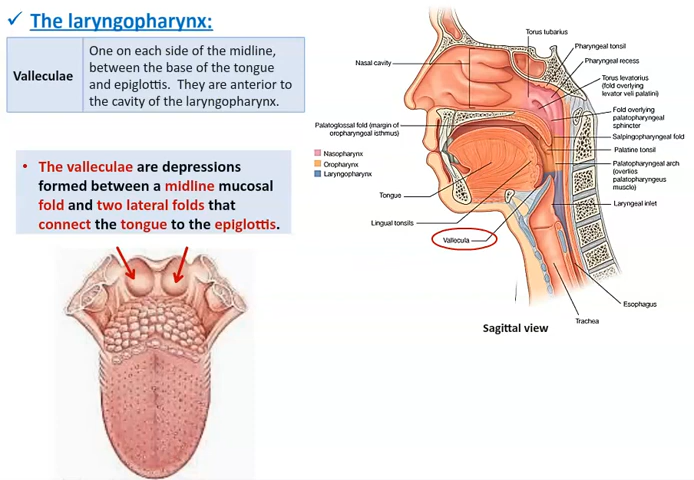 ✓ The laryngopharynx:
Valleculae
One on each side of the midline,
between the base of the tongue
and epiglottis. They are anterior to
the cavity of the laryngopharynx.
• The valleculae are depressions
formed between a midline mucosal
fold and two lateral folds that
connect the tongue to the epiglottis.
Nasal cavity
Palatoglossal fold (margin of
oropharyngeal isthmus)
Nasopharynx
Oropharynx
Laryngopharynx
Tongue
Lingual tonsils
Vallecula
Torus tubarius
Pharyngeal tonsil
Pharyngeal recess
Torus levatorius
(fold overlying
levator veli palatini)
Fold overlying
palatopharyngeal
sphincter
Salpingopharyngeal fold
Palatine tonsil
Palatopharyngeal arch
(overlies
palatopharyngeus
muscle)
Laryngeal inlet
Esophagus
Trachea
Sagittal view